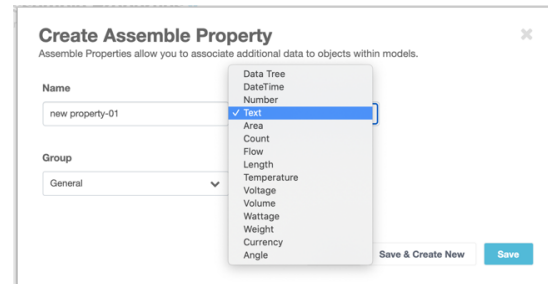 Create Assemble Property
Assemble Properties allow you to associate additional data to objects within models.
Name
new property-01
Group
General
Data Tree
DateTime
Number
✓ Text
Area
Count
Flow
Length
Temperature
Voltage
Volume
Wattage
Weight
Currency
Angle
Save & Create New
Save